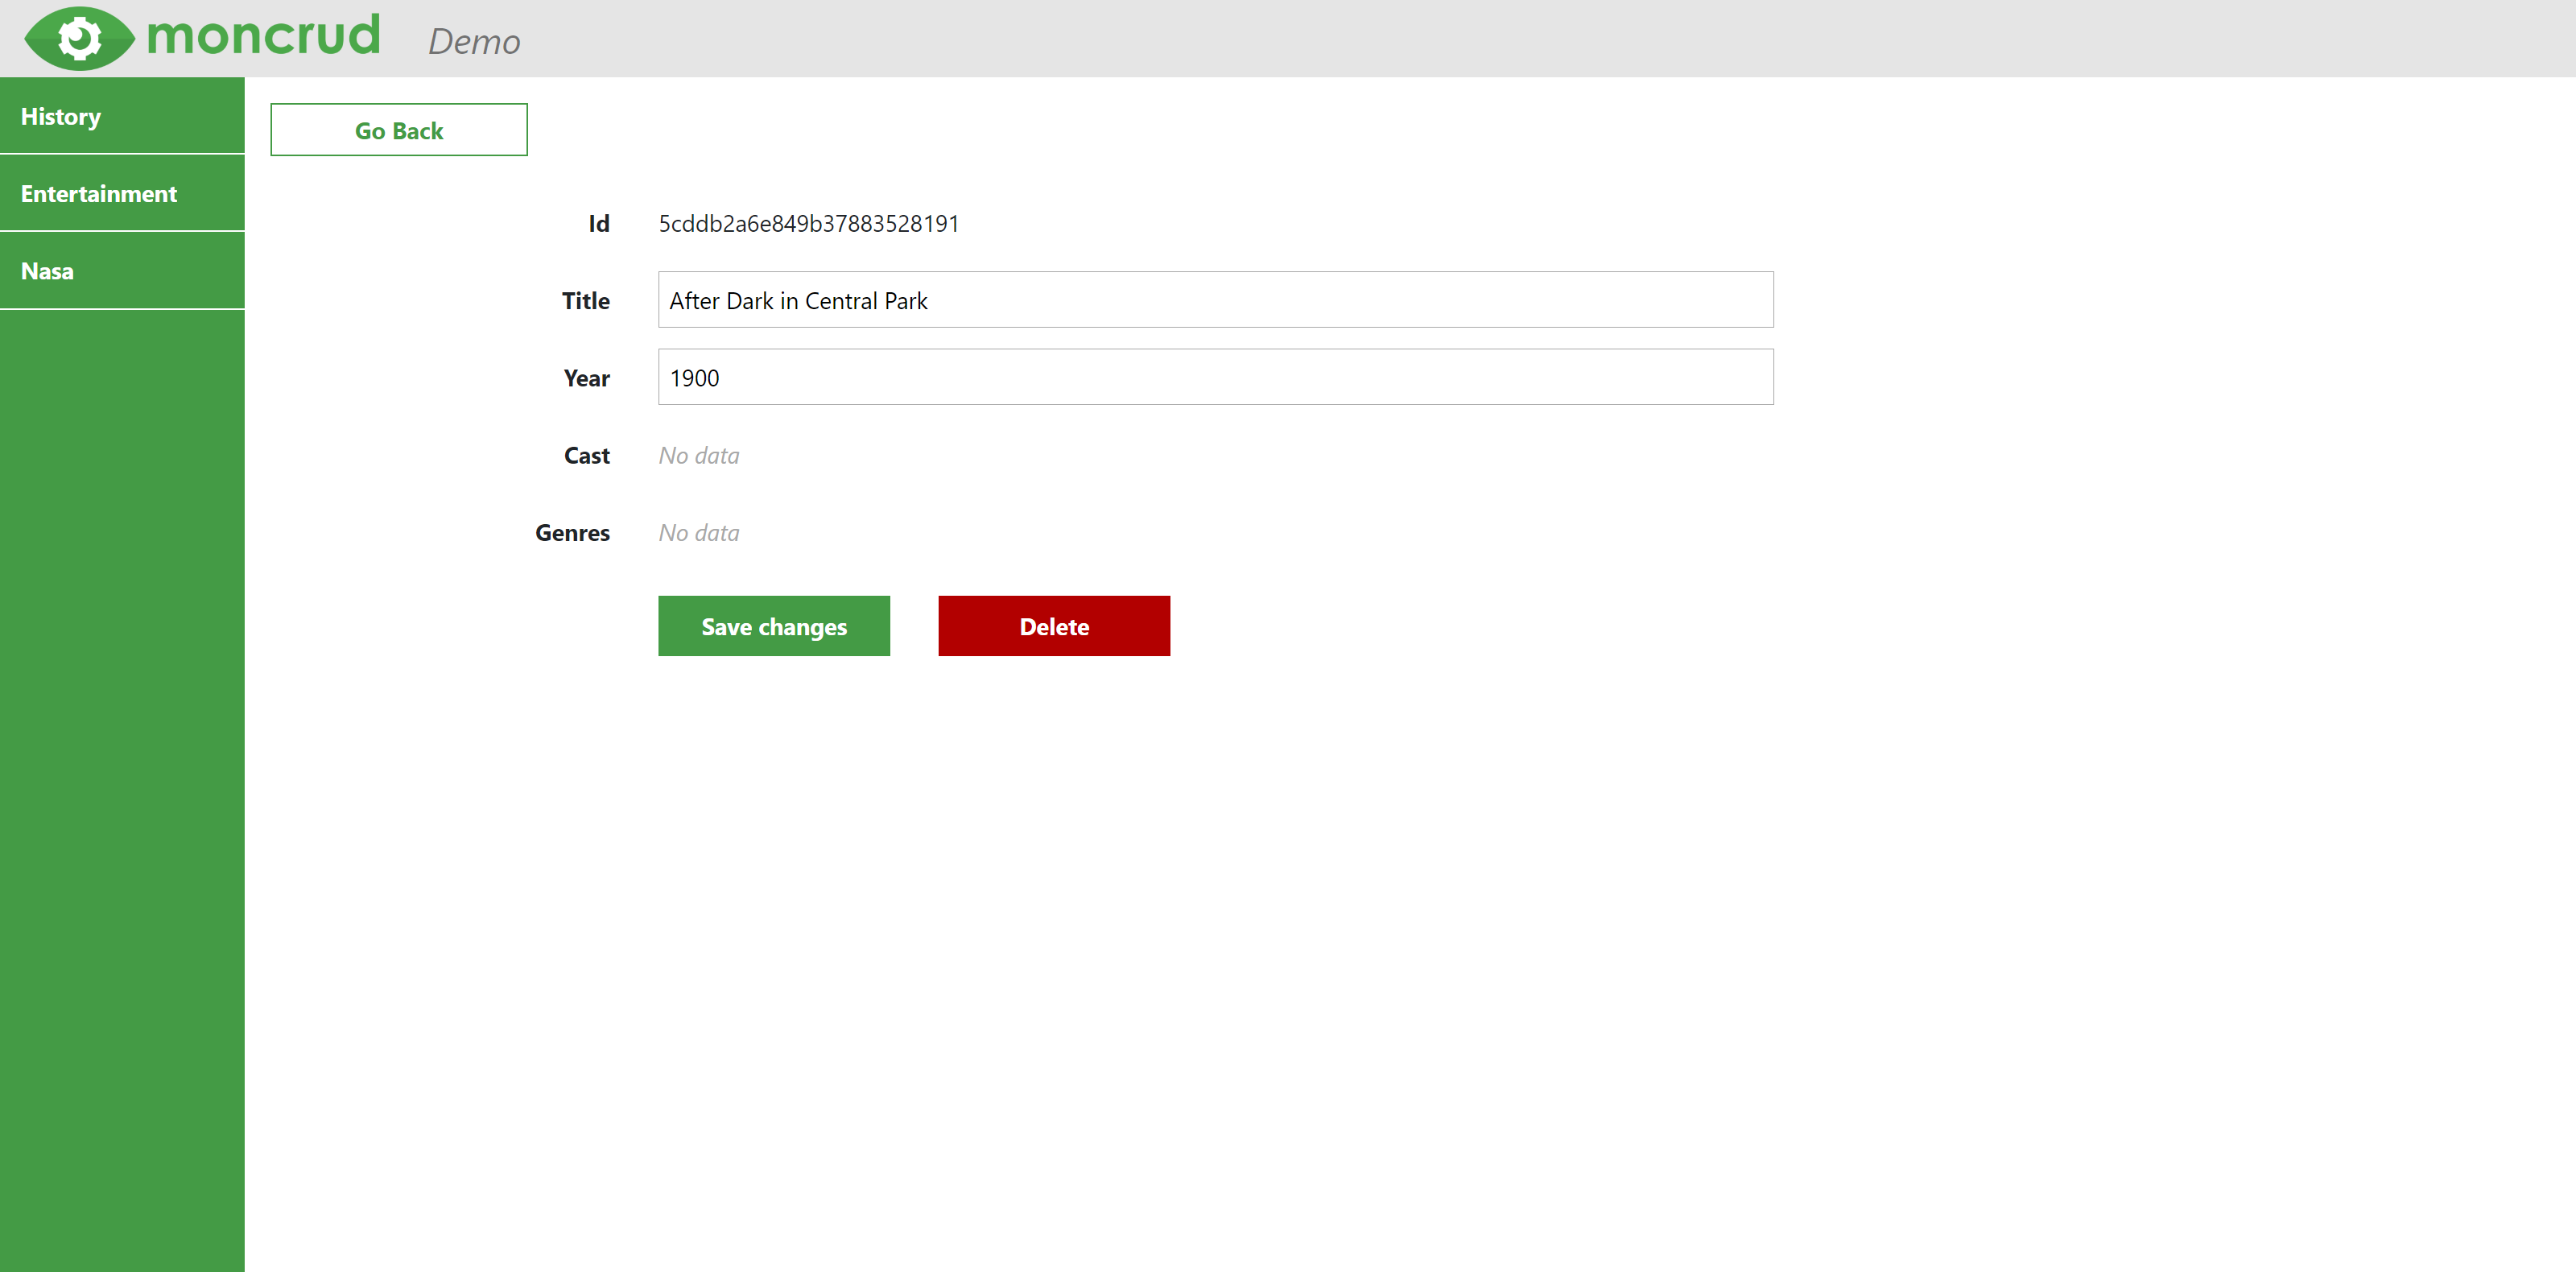 moncrud Demo
History
Entertainment
Nasa
Go Back
Id 5cddb2a6e849b37883528191
Title After Dark in Central Park
Year 1900
Cast No data
Genres No data
Save changes Delete